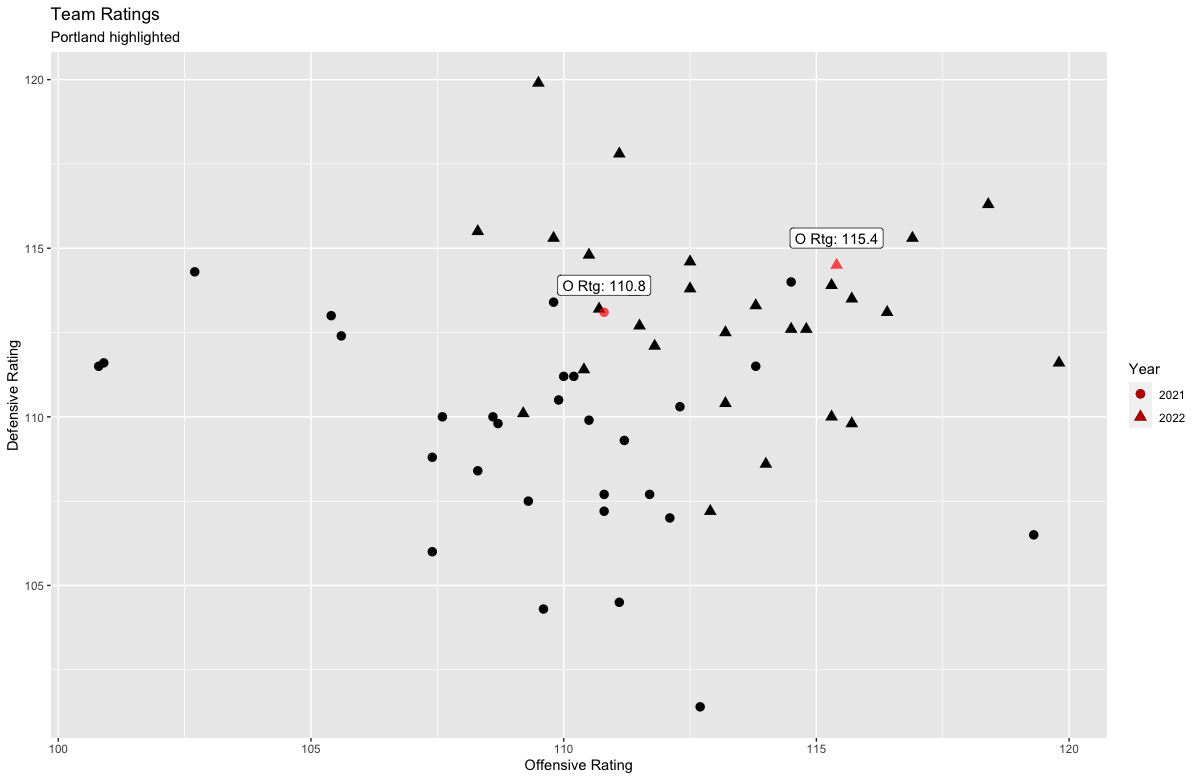 Team Ratings
Portland highlighted
120
115
110
105
Defensive Rating
O Rtg: 115.4
O Rtg: 110.8
100
105
110
115
120
Offensive Rating
Year
2021
2022